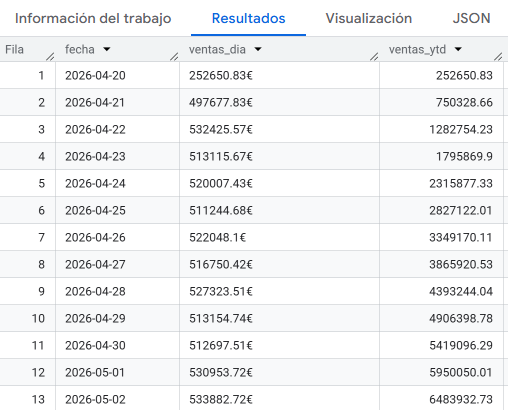 Información del trabajo Resultados Visualización JSON
Fila fecha ventas_dia ventas_ytd
1 2026-04-20 252650.83€ 252650.83
2 2026-04-21 497677.83€ 750328.66
3 2026-04-22 532425.57€ 1282754.23
4 2026-04-23 513115.67€ 1795869.9
5 2026-04-24 520007.43€ 2315877.33
6 2026-04-25 511244.68€ 2827122.01
7 2026-04-26 522048.1€ 3349170.11
8 2026-04-27 516750.42€ 3865920.53
9 2026-04-28 527323.51€ 4393244.04
10 2026-04-29 513154.74€ 4906398.78
11 2026-04-30 512697.51€ 5419096.29
12 2026-05-01 530953.72€ 5950050.01
13 2026-05-02 533882.72€ 6483932.73